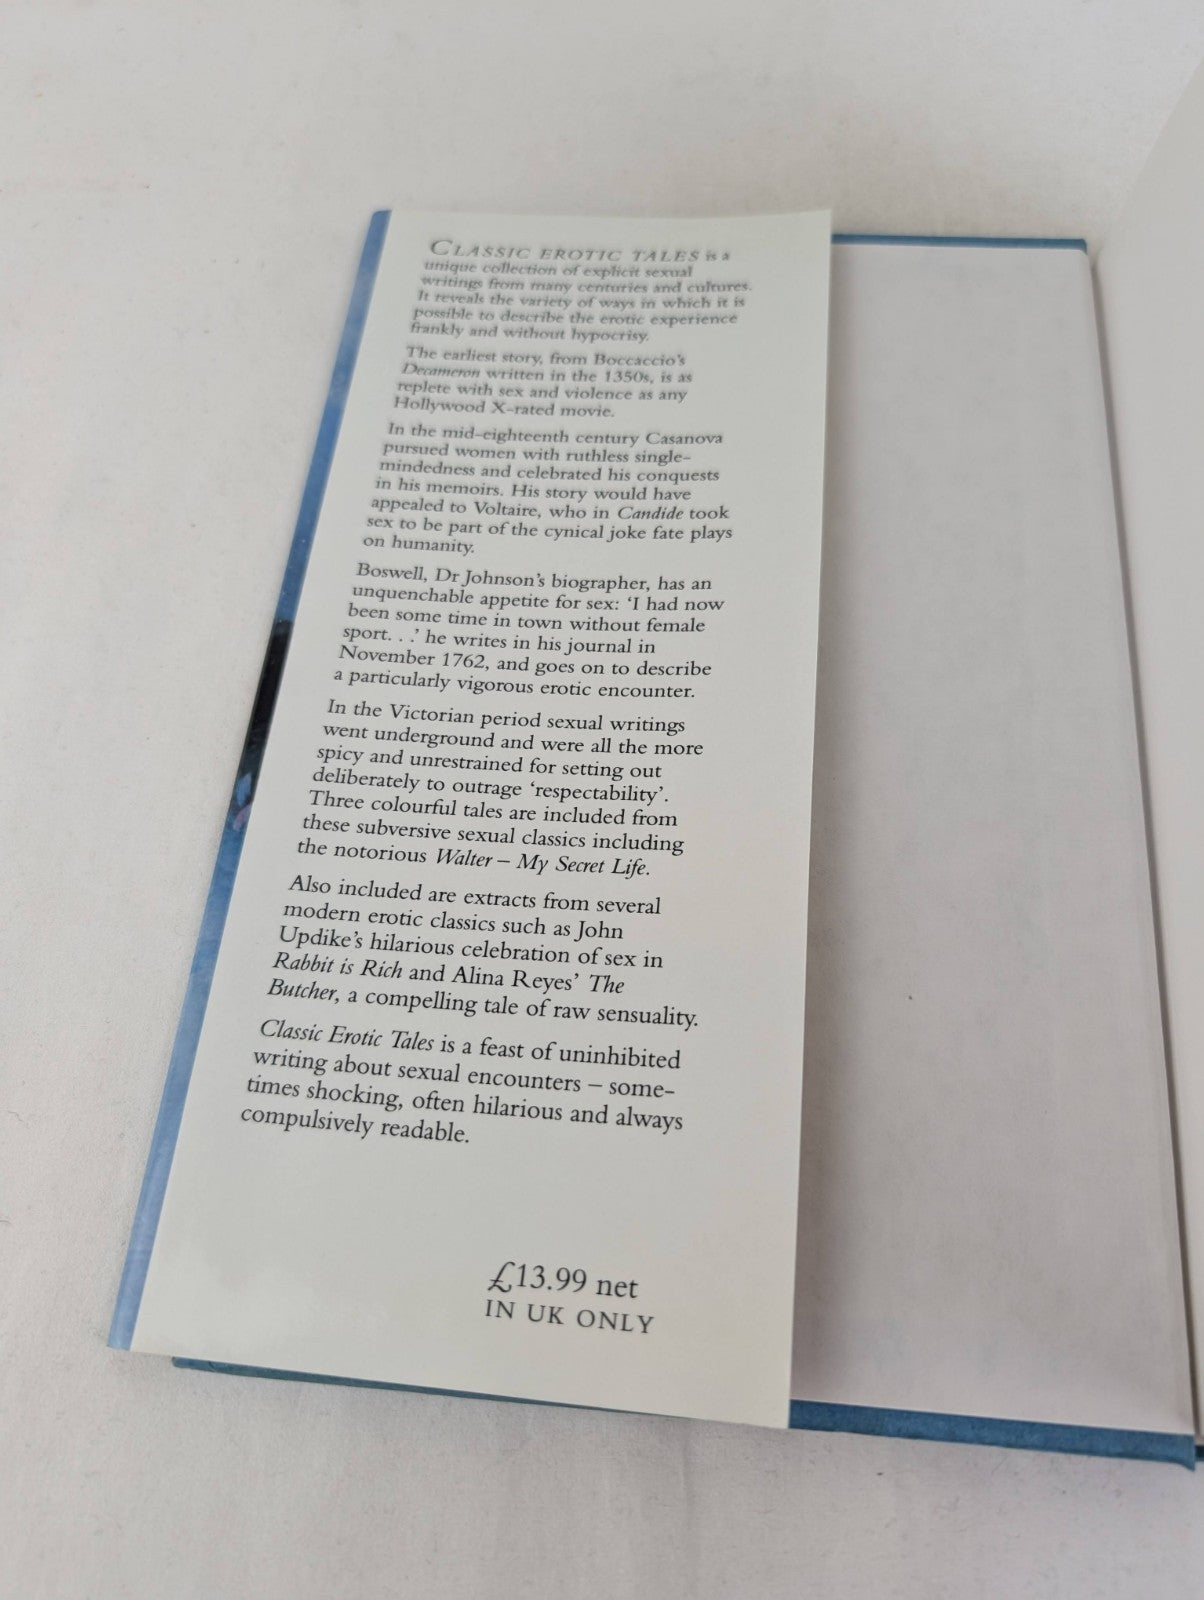 CLASSIC EROTIC TALES is a
unique collection of explicit sexual
writings from many centuries and cultures.
It reveals the variety of ways in which it is
possible to describe the erotic experience
frankly and without hypocrisy.
The earliest story, from Boccaccio's
Decameron written in the 1350s, is as
replete with sex and violence as any
Hollywood X-rated movie.
In the mid-eighteenth century Casanova
pursued women with ruthless single-
mindedness and celebrated his conquests
in his memoirs. His story would have
appealed to Voltaire, who in Candide took
sex to be part of the cynical joke fate plays
on humanity.
Boswell, Dr Johnson's biographer, has an
unquenchable appetite for sex: 'I had now
been some time in town without female
sport. . .' he writes in his journal in
November 1762, and goes on to describe
a particularly vigorous erotic encounter.
In the Victorian period sexual writings
went underground and were all the more
spicy and unrestrained for setting out
deliberately to outrage 'respectability'.
Three colourful tales are included from
these subversive sexual classics including
the notorious Walter – My Secret Life.
Also included are extracts from several
modern erotic classics such as John
Updike's hilarious celebration of sex in
Rabbit is Rich and Alina Reyes' The
Butcher, a compelling tale of raw sensuality.
Classic Erotic Tales is a feast of uninhibited
writing about sexual encounters – some-
times shocking, often hilarious and always
compulsively readable.
£13.99 net
IN UK ONLY